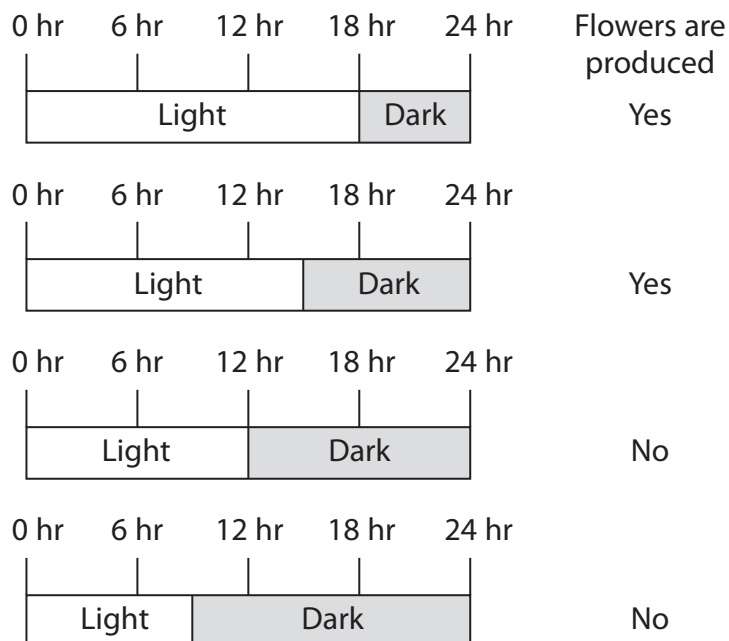 0 hr 6 hr 12 hr 18 hr 24 hr Flowers are
produced
Light Dark Yes
0 hr 6 hr 12 hr 18 hr 24 hr
Light Dark Yes
0 hr 6 hr 12 hr 18 hr 24 hr
Light Dark No
0 hr 6 hr 12 hr 18 hr 24 hr
Light Dark No